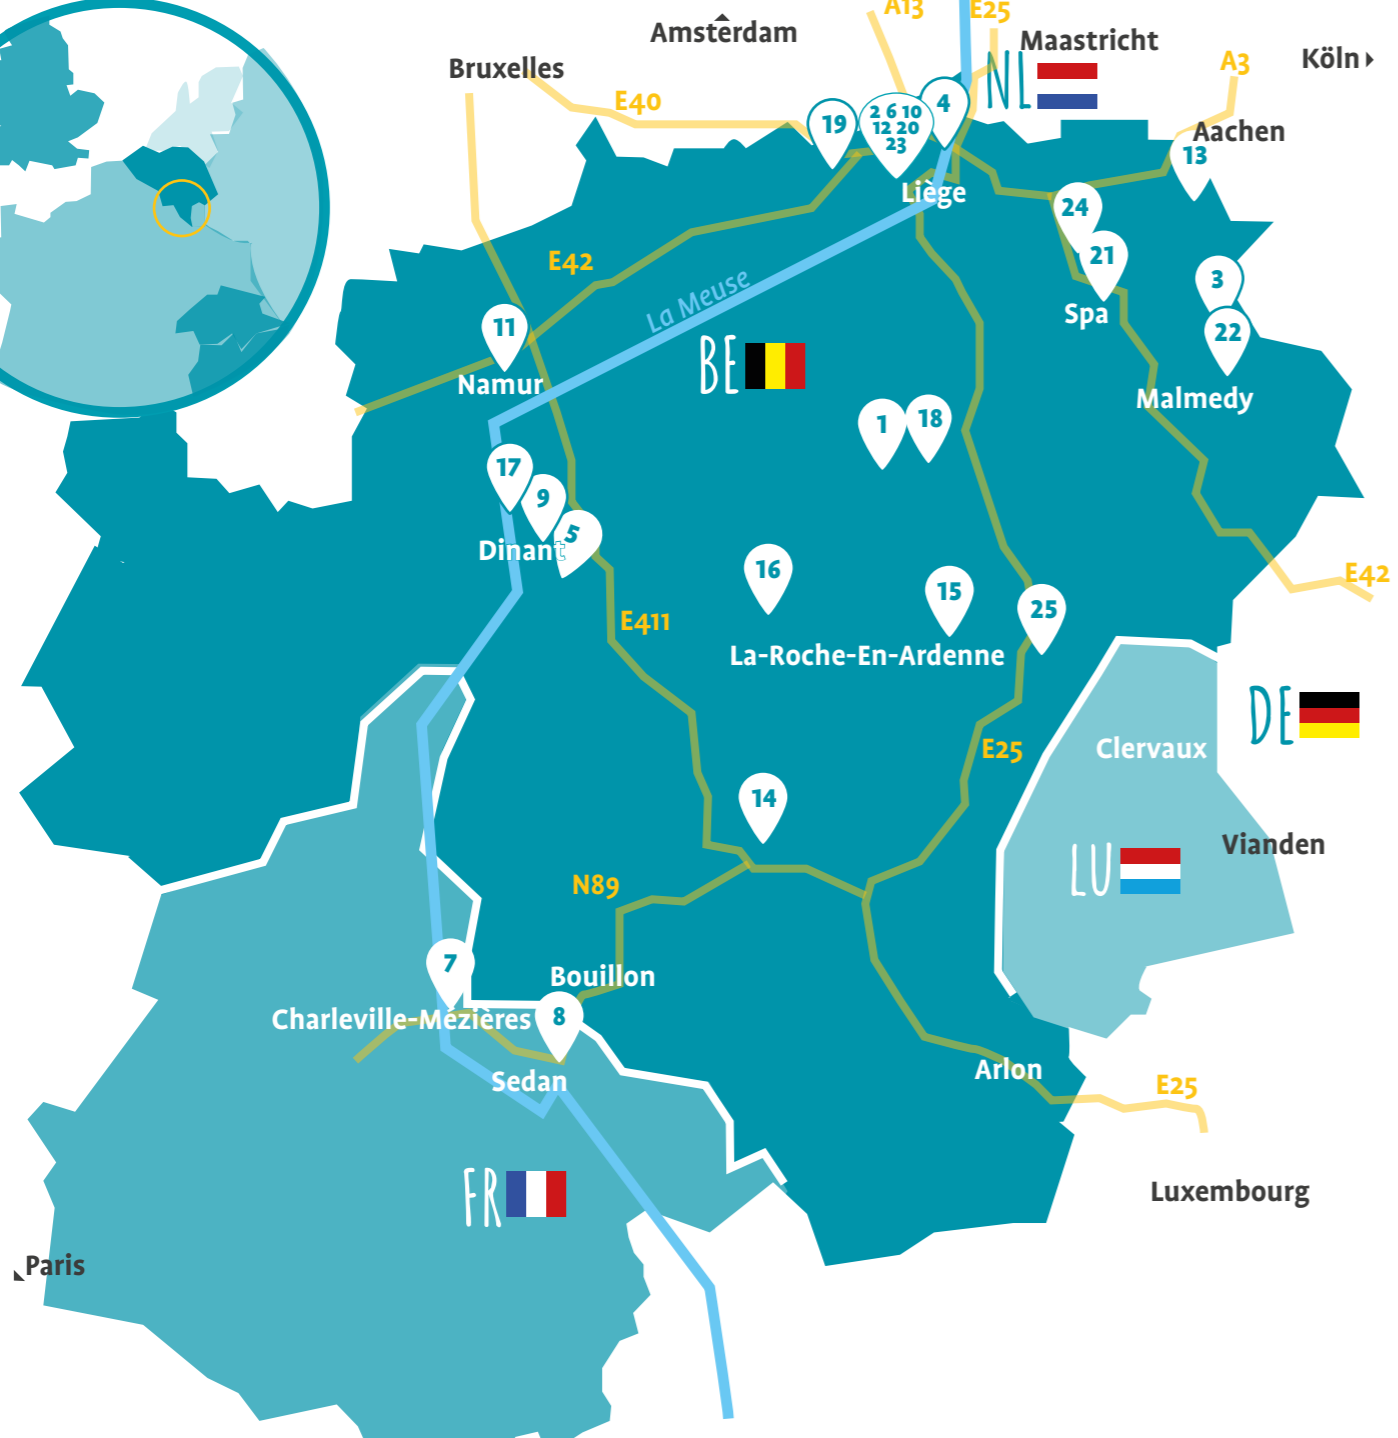 A13
E25
Amsterdam
Maastricht
Köln
Bruxelles
NL
A3
E40
4
19
2 6 10
12 20
23
Aachen
13
Liège
24
21
E42
3
La Meuse
Spa
11
22
BE
Namur
Malmedy
1
18
17
9
5
Dinant
16
15
E42
25
E411
La-Roche-En-Ardenne
DE
E25
Clervaux
14
Vianden
LU
N89
7
Bouillon
Charleville-Mézières
8
Arlon
Sedan
E25
FR
Luxembourg
Paris